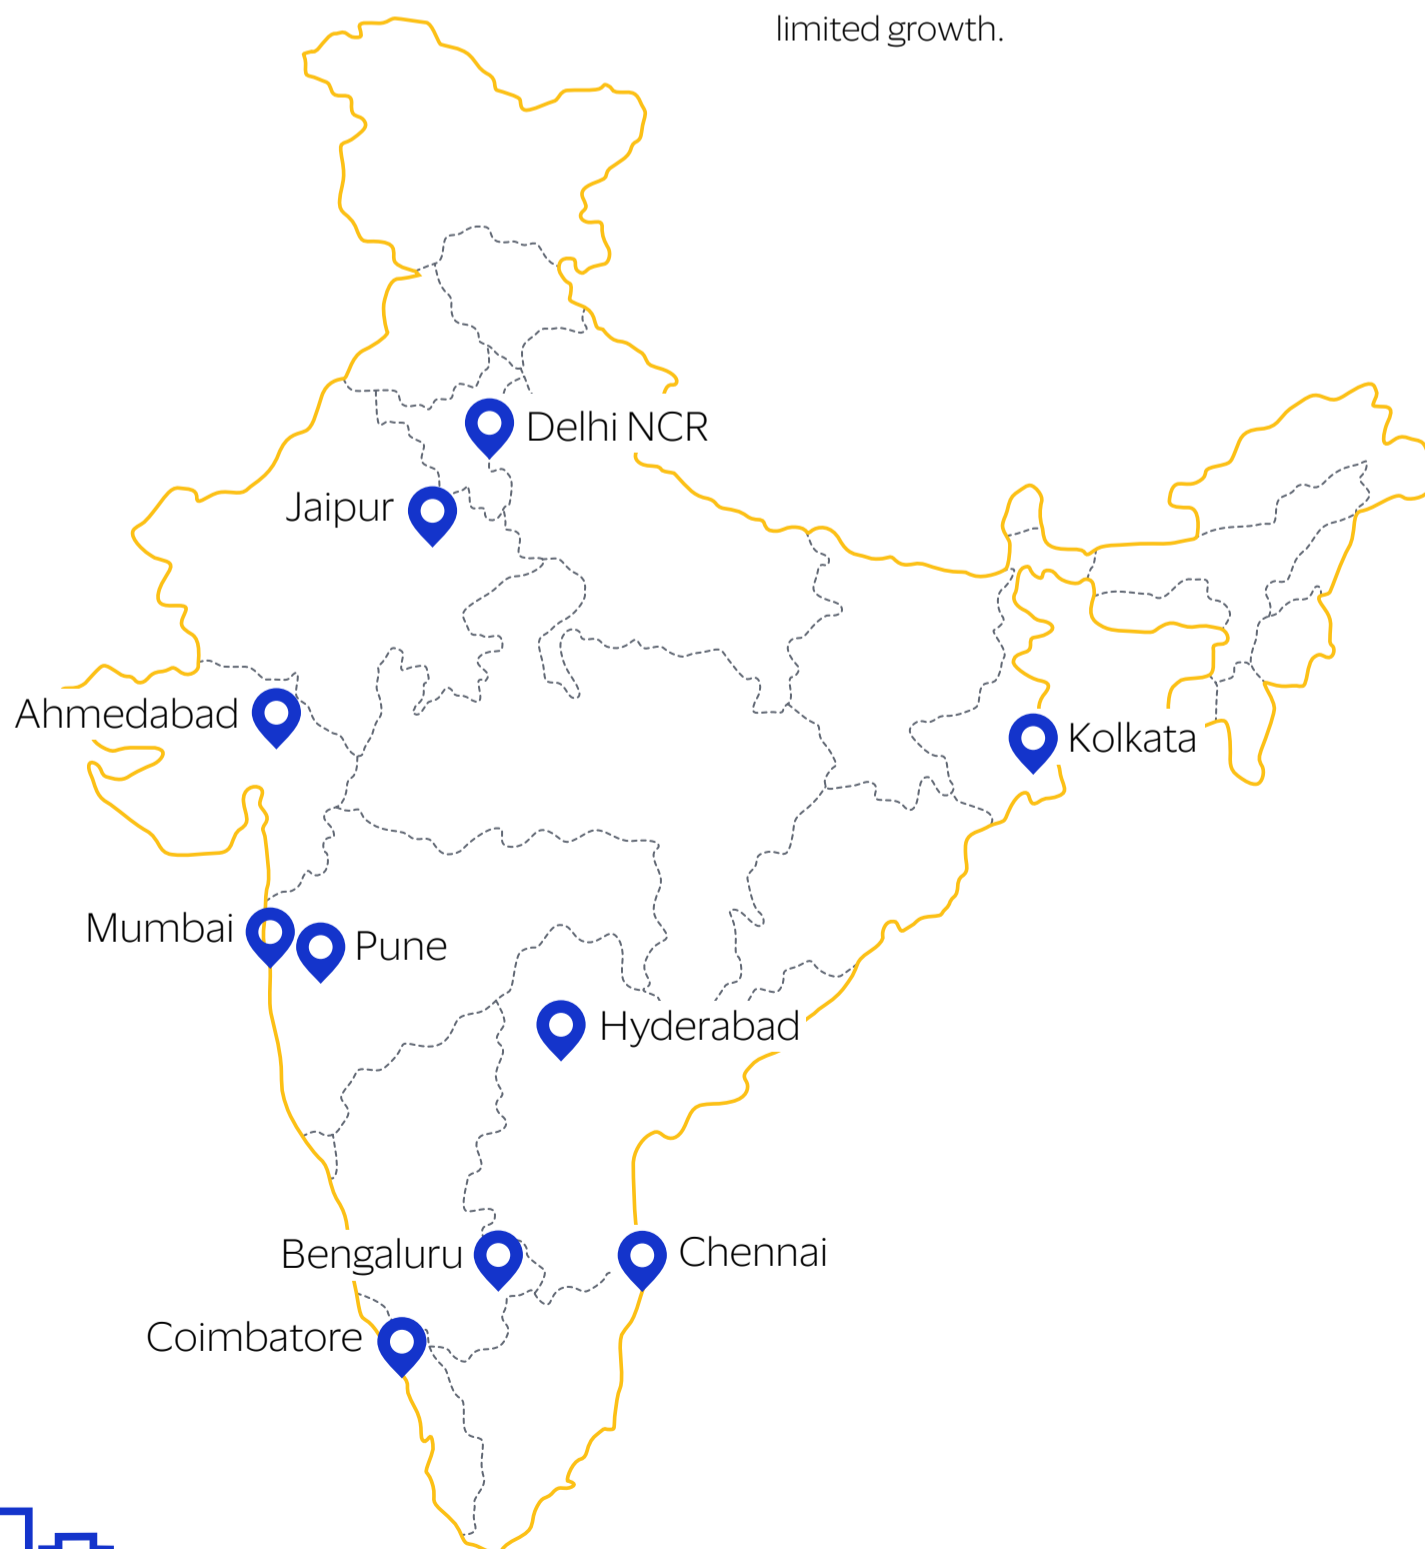 limited growth.
Delhi NCR
Jaipur
Ahmedabad
Kolkata
Mumbai
Pune
Hyderabad
Bengaluru
Chennai
Coimbatore